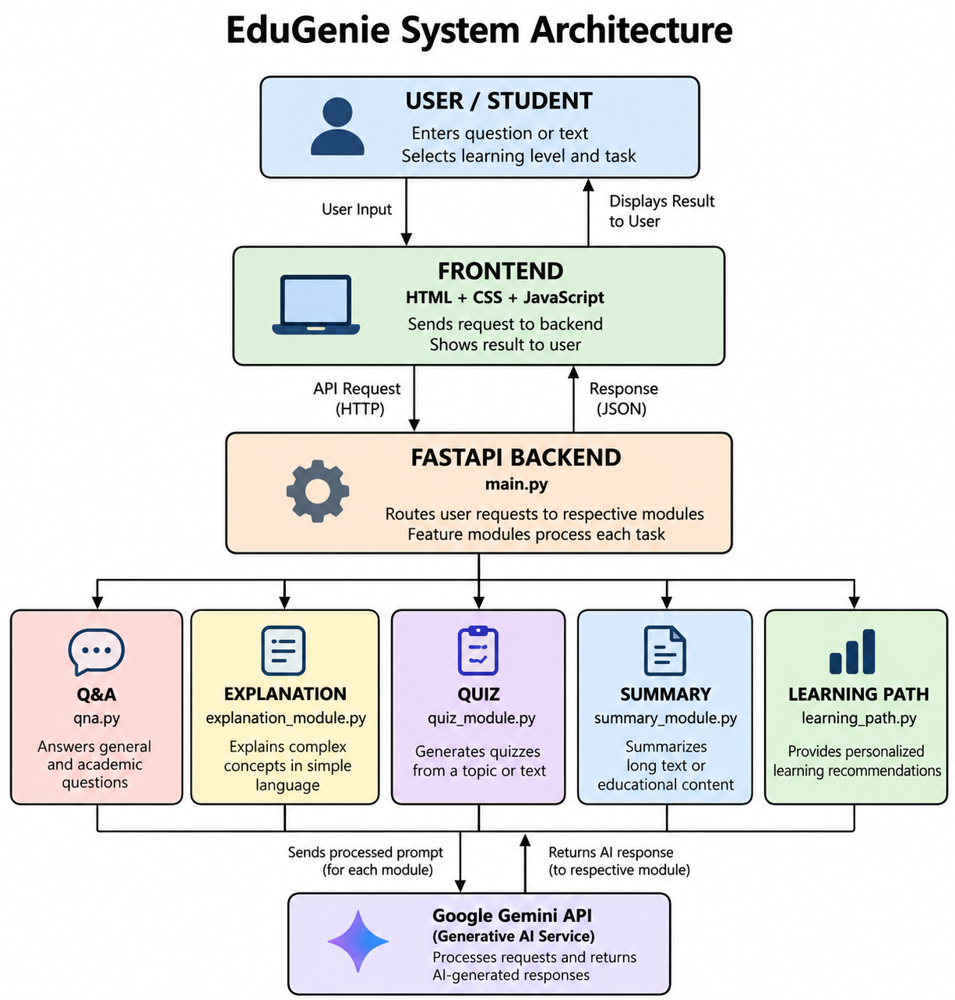 EduGenie System Architecture
USER / STUDENT
Enters question or text
Selects learning level and task
User Input
Displays Result
to User
FRONTEND
HTML + CSS + JavaScript
Sends request to backend
Shows result to user
API Request
(HTTP)
Response
(JSON)
FASTAPI BACKEND
main.py
Routes user requests to respective modules
Feature modules process each task
Q&A
qna.py
Answers general
and academic
questions
EXPLANATION
explanation_module.py
Explains complex
concepts in simple
language
QUIZ
quiz_module.py
Generates quizzes
from a topic or text
SUMMARY
summary_module.py
Summarizes
long text or
educational content
LEARNING PATH
learning_path.py
Provides personalized
learning recommendations
Sends processed prompt
(for each module)
Returns AI response
(to respective module)
Google Gemini API
(Generative AI Service)
Processes requests and returns
AI-generated responses